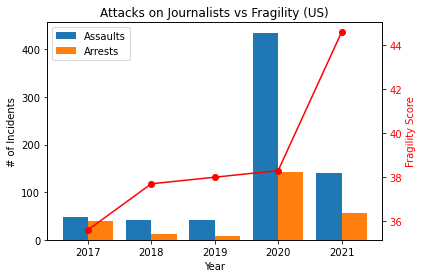 Attacks on Journalists vs Fragility (US)
Assaults
Arrests
400
300
200
100
0
# of Incidents
44
42
40
38
36
Fragility Score
2017 2018 2019 2020 2021
Year